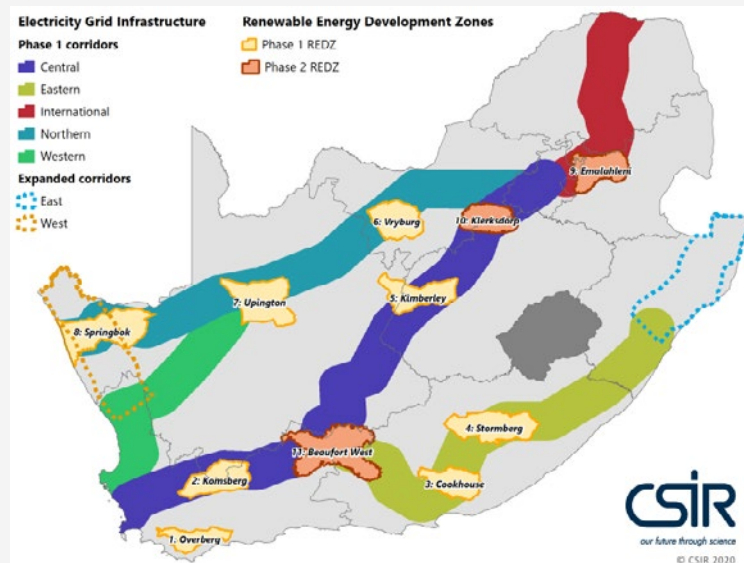 Electricity Grid Infrastructure
Phase 1 corridors
Central
Eastern
International
Northern
Western
Expanded corridors
East
West
Renewable Energy Development Zones
Phase 1 REDZ
Phase 2 REDZ
9. Emalahleni
10: Klerksdorp
6: Vryburg
7: Upington
5: Kimberley
8: Springbok
4: Stormberg
11: Beaufort West
2: Komsberg
3: Cookhouse
1. Overberg
CSIR
our future through science
© CSIR 2020